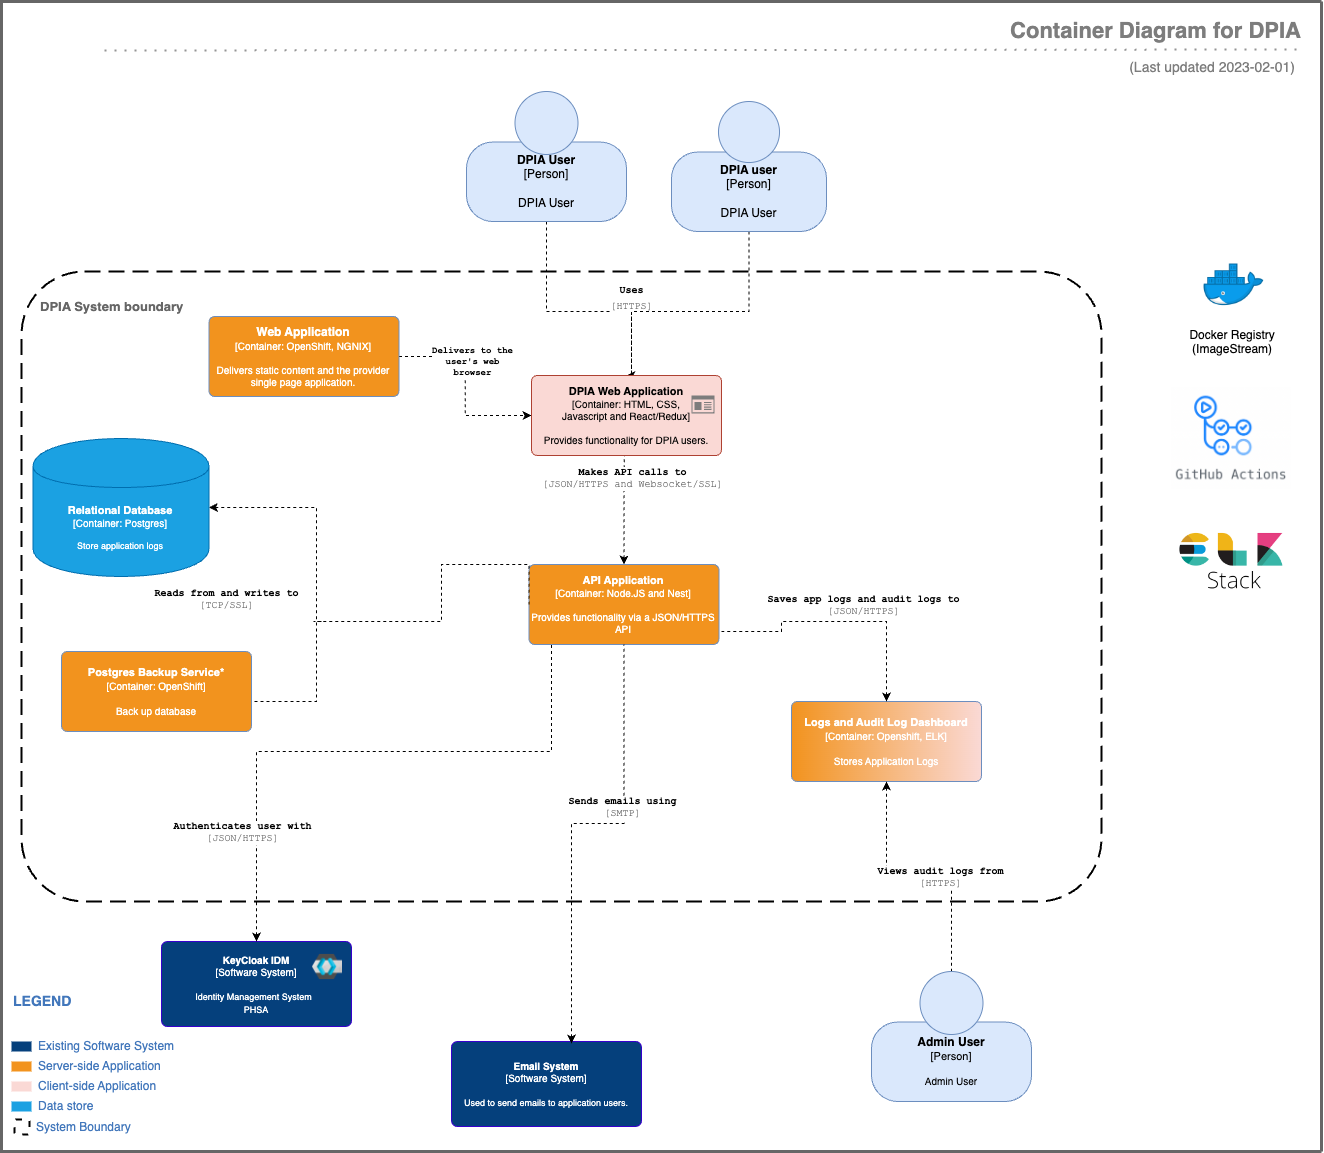 Container Diagram for DPIA
(Last updated 2023-02-01)
DPIA User
[Person]
DPIA User
DPIA user
[Person]
DPIA User
DPIA System boundary
Uses
[HTTPS]
Web Application
[Container: OpenShift, NGNIX]
Delivers static content and the provider
single page application.
Delivers to the
user's web
browser
DPIA Web Application
[Container: HTML, CSS,
Javascript and React/Redux]
Provides functionality for DPIA users.
Docker Registry
(ImageStream)
GitHub Actions
ELK
Stack
Makes API calls to
[JSON/HTTPS and Websocket/SSL]
Relational Database
[Container: Postgres]
Store application logs
Reads from and writes to
[TCP/SSL]
API Application
[Container: Node.JS and Nest]
Provides functionality via a JSON/HTTPS
API
Saves app logs and audit logs to
[JSON/HTTPS]
Postgres Backup Service*
[Container: OpenShift]
Back up database
Logs and Audit Log Dashboard
[Container: Openshift, ELK]
Stores Application Logs
Sends emails using
[SMTP]
Authenticates user with
[JSON/HTTPS]
Views audit logs from
[HTTPS]
KeyCloak IDM
[Software System]
Identity Management System
PHSA
Email System
[Software System]
Used to send emails to application users.
Admin User
[Person]
Admin User
LEGEND
Existing Software System
Server-side Application
Client-side Application
Data store
System Boundary